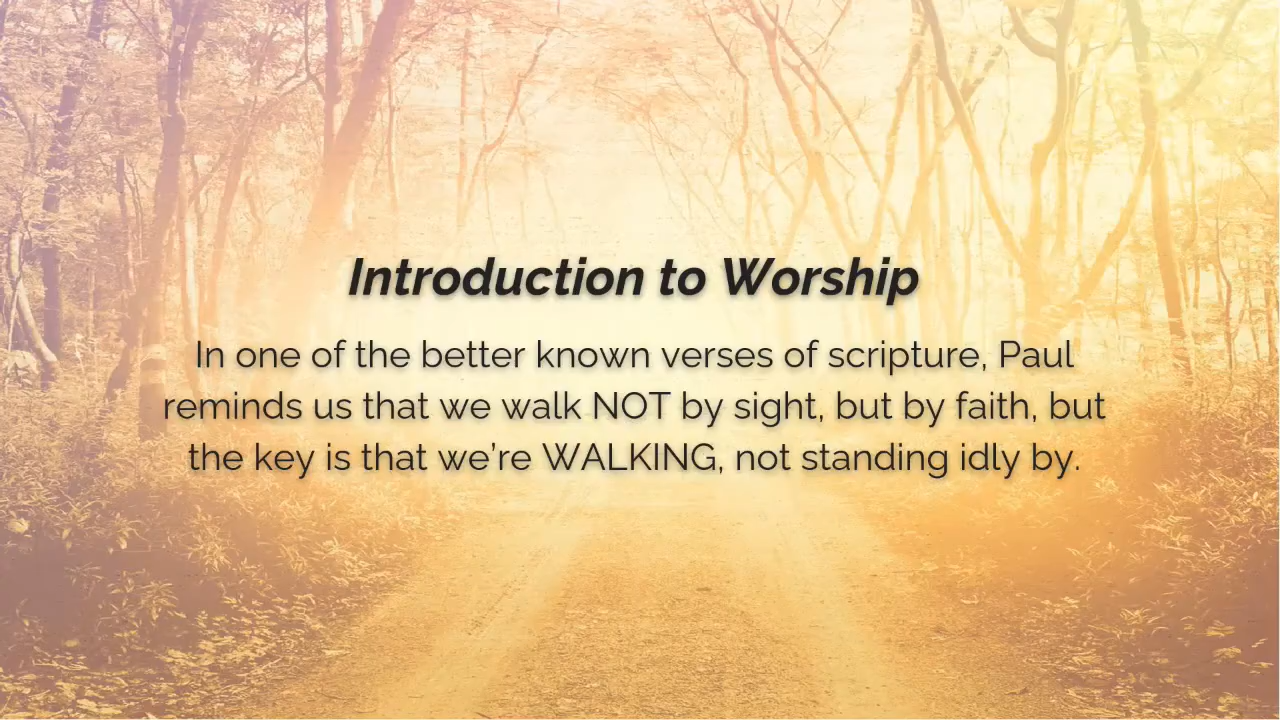 Introduction to Worship
In one of the better known verses of scripture, Paul
reminds us that we walk NOT by sight, but by faith, but
the key is that we’re WALKING, not standing idly by.